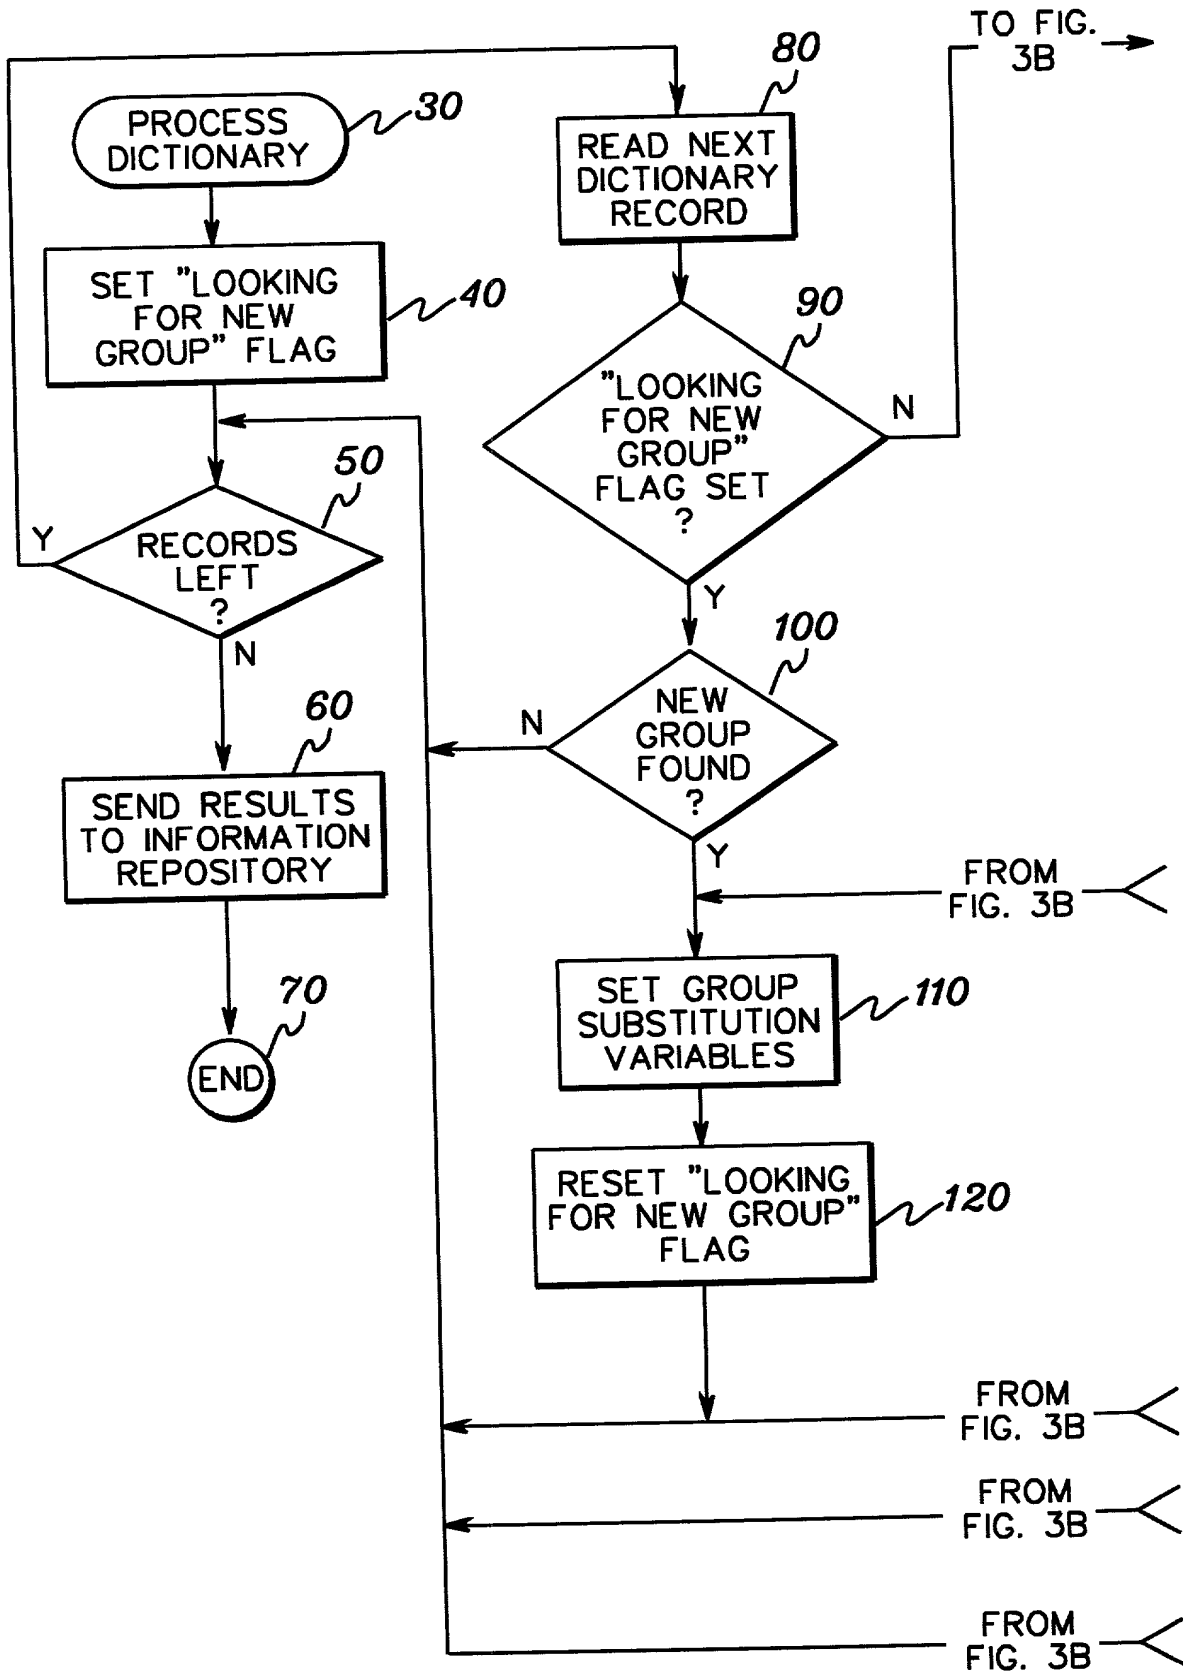 TO FIG.
3B
80
30
PROCESS
DICTIONARY
READ NEXT
DICTIONARY
RECORD
SET "LOOKING
FOR NEW
GROUP" FLAG
40
90
"LOOKING
FOR NEW
GROUP"
FLAG SET
?
N
Y
50
RECORDS
LEFT
?
Y
N
100
NEW
GROUP
FOUND
?
N
Y
60
SEND RESULTS
TO INFORMATION
REPOSITORY
FROM
FIG. 3B
70
END
SET GROUP
SUBSTITUTION
VARIABLES
110
RESET "LOOKING
FOR NEW GROUP"
FLAG
120
FROM
FIG. 3B
FROM
FIG. 3B
FROM
FIG. 3B